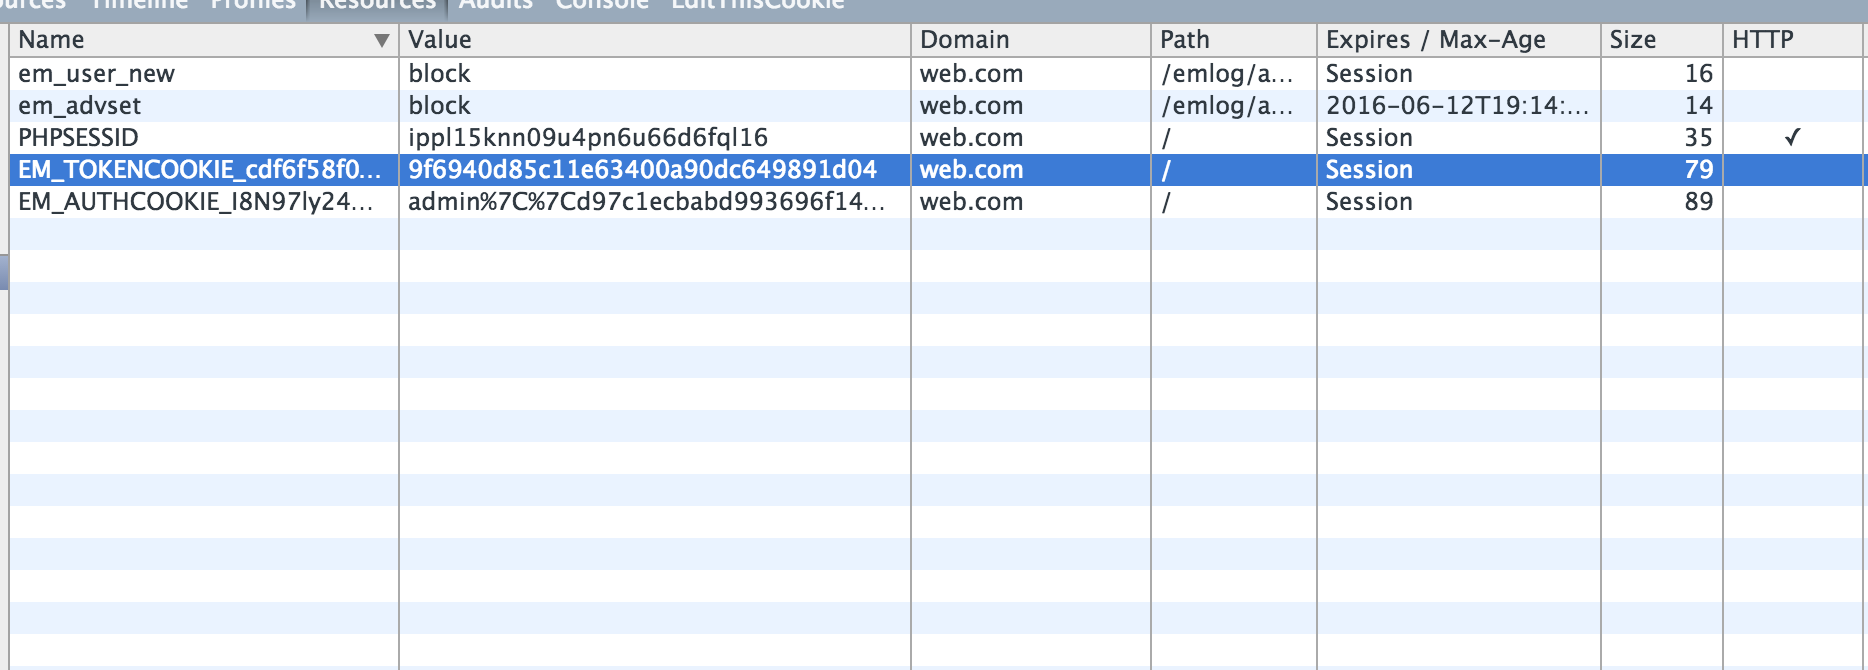 Timeline Profiles Resources Audits Console EditThisCookie
Name ▼ Value Domain Path Expires / Max-Age Size HTTP
em_user_new block web.com /emlog/a... Session 16
em_advset block web.com /emlog/a... 2016-06-12T19:14:... 14
PHPSESSID ippl15knn09u4pn6u66d6fql16 web.com / Session 35 ✓
EM_TOKENCOOKIE_cdf6f58f0... 9f6940d85c11e63400a90dc649891d04 web.com / Session 79
EM_AUTHCOOKIE_I8N97ly24... admin%7C%7Cd97c1ecbabd993696f14... web.com / Session 89